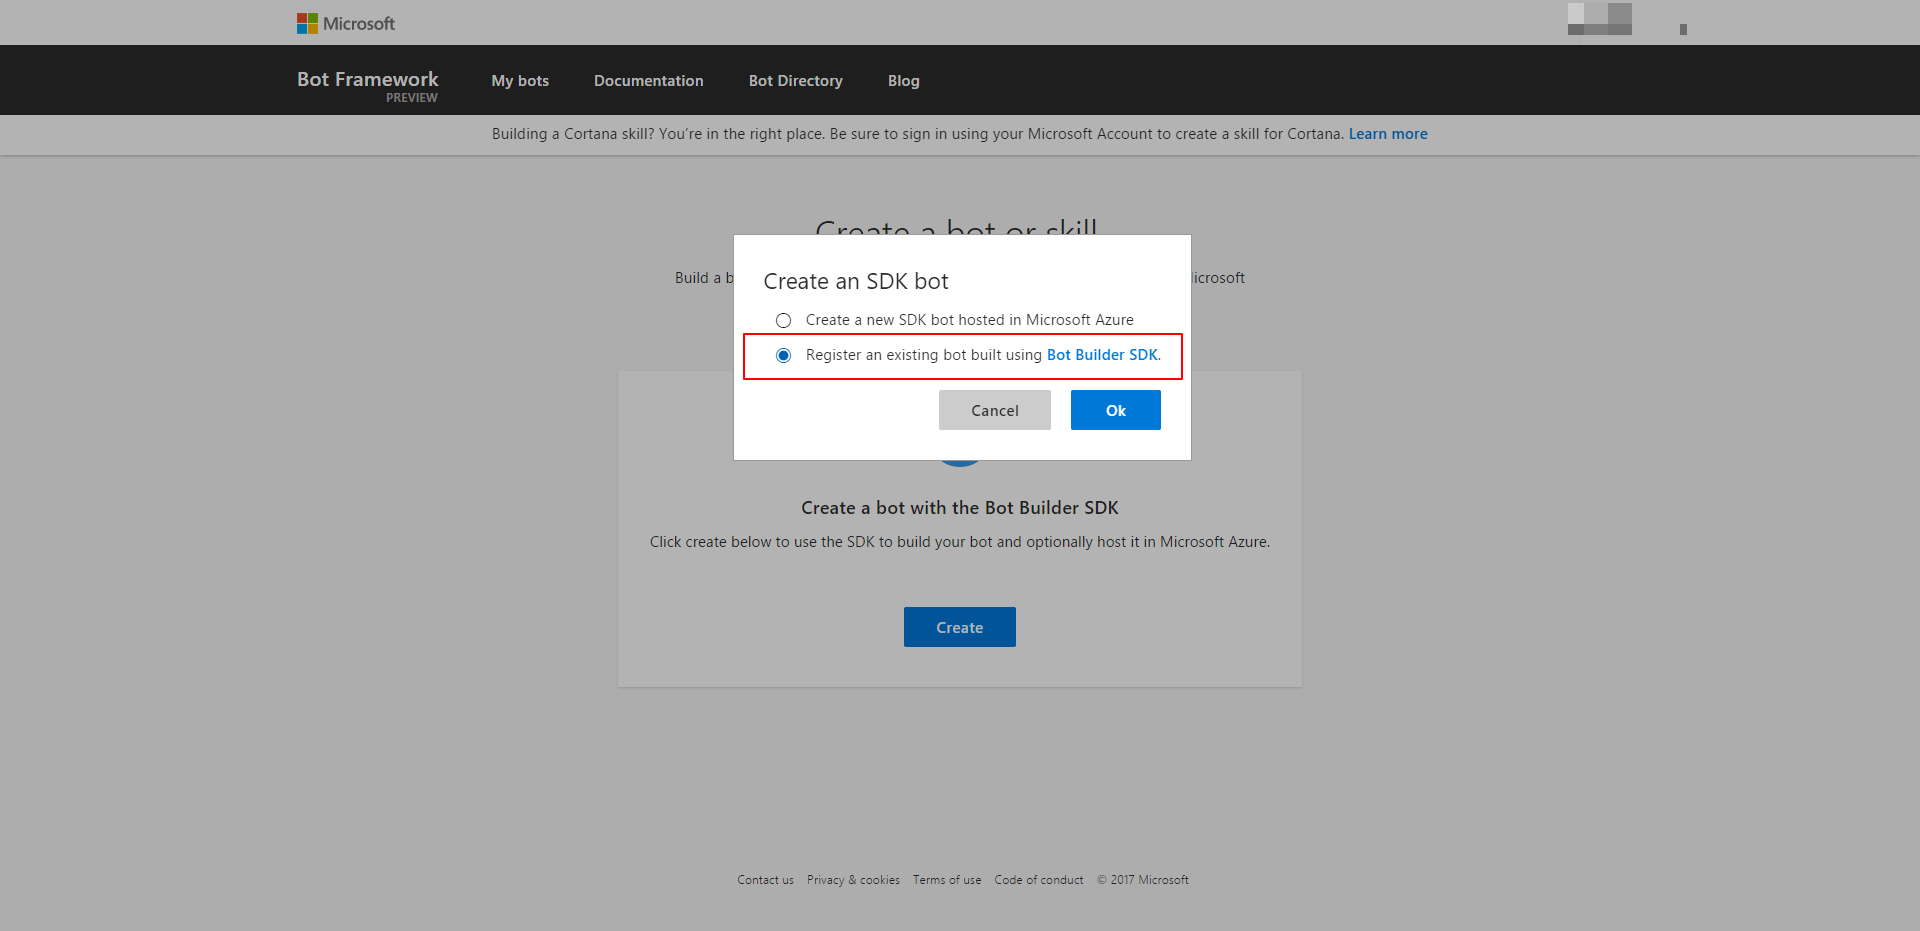 Microsoft
Bot Framework
PREVIEW
My bots
Documentation
Bot Directory
Blog
Building a Cortana skill? You're in the right place. Be sure to sign in using your Microsoft Account to create a skill for Cortana. Learn more
Create a bot or skill
Build a b
icrosoft
Create an SDK bot
Create a new SDK bot hosted in Microsoft Azure
Register an existing bot built using Bot Builder SDK.
Cancel
Ok
Create a bot with the Bot Builder SDK
Click create below to use the SDK to build your bot and optionally host it in Microsoft Azure.
Create
Contact us Privacy & cookies Terms of use Code of conduct © 2017 Microsoft